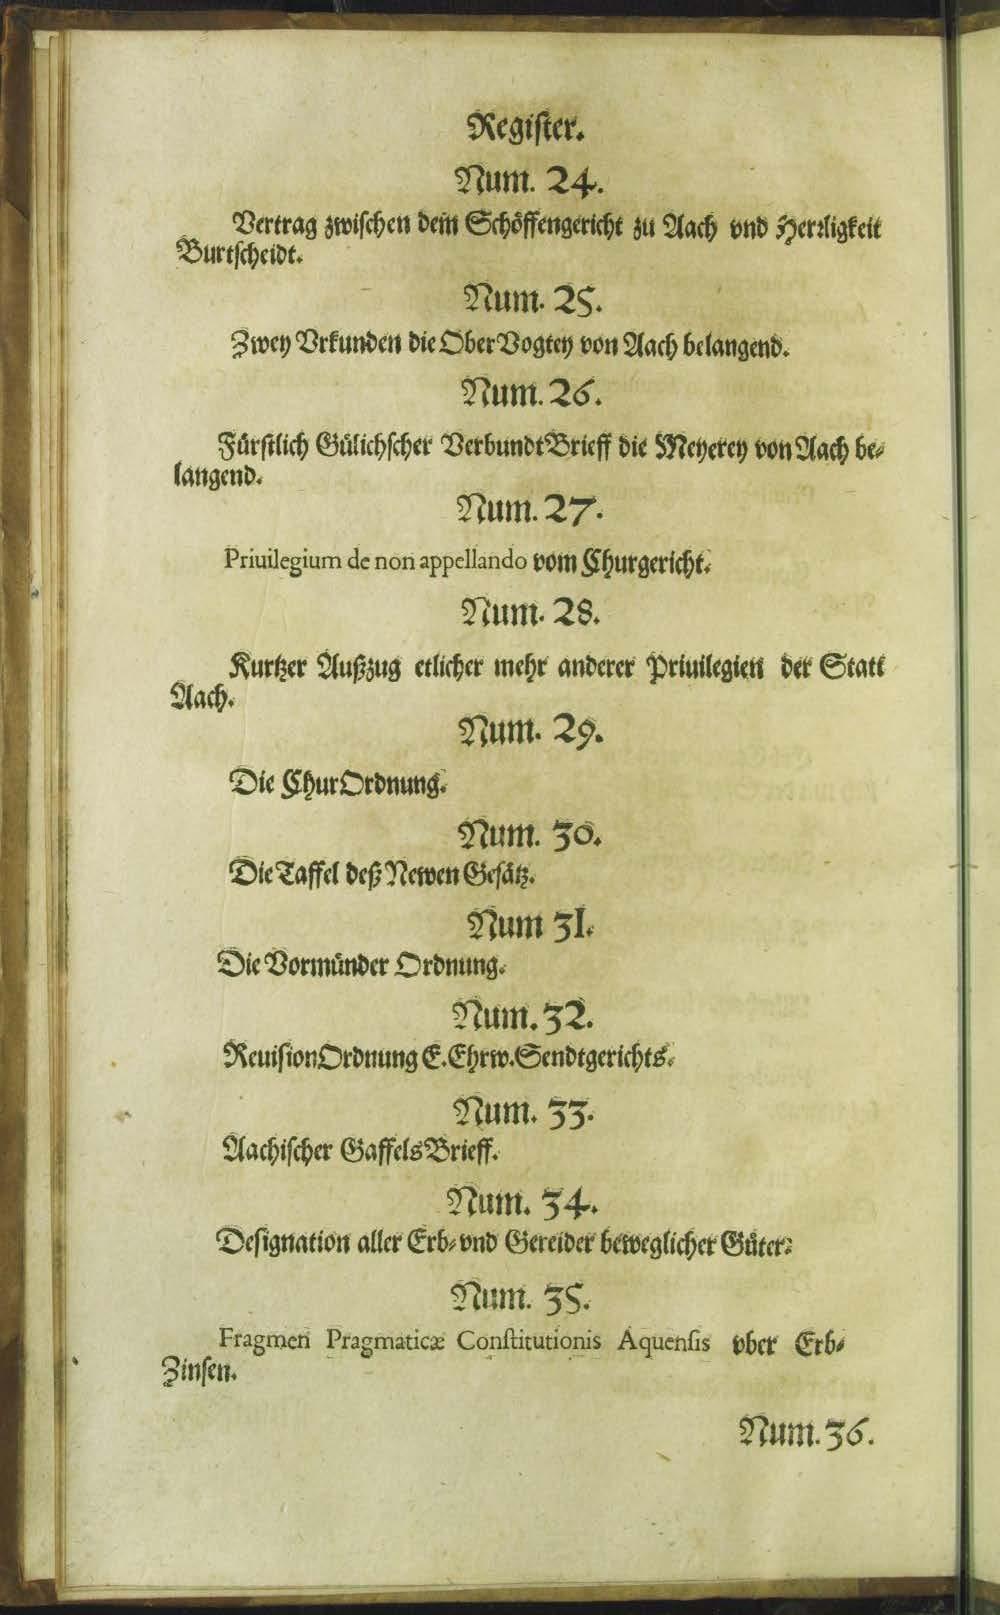 Regiſter.
Num. 24.
Vertrag zwiſchen dem Schöffengericht zu Aach vnd Herꝛligkeit
Burtſcheidt.
Num. 25.
Zwey Vrkunden die OberVogtey von Aach belangend.
Num. 26.
Fürſtlich Gülichſcher VerbundtBrieff die Meyerey von Aach be⸗
langend.
Num. 27.
Priuilegium de non appellando vom Churgericht.
Num. 28.
Kurtzer Außzug etlicher mehr anderer Priuilegien der Statt
Aach.
Num. 29.
Die ChurOrdnung.
Num. 30.
Die Taffel deß Newen Geſätz.
Num 31.
Die Vormünder Ordnung.
Num. 32.
ReuiſionOrdnung E. Ehrw. Sendtgerichts.
Num. 33.
Aachiſcher GaffelsBrieff.
Num. 34.
Deſignation aller Erb⸗ vnd Gereider beweglicher Güter.
Num. 35.
Fragmen Pragmaticæ Conſtitutionis Aquenſis vber Erb⸗
Zinſen.
Num. 36.